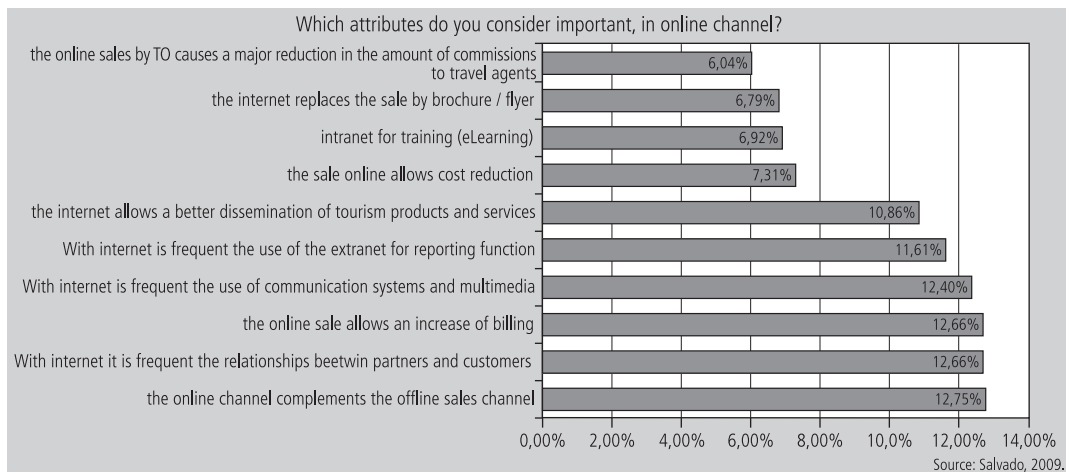 Which attributes do you consider important, in online channel?
the online sales by TO causes a major reduction in the amount of commissions
to travel agents
6,04%
the internet replaces the sale by brochure / flyer
6,79%
intranet for training (eLearning)
6,92%
the sale online allows cost reduction
7,31%
the internet allows a better dissemination of tourism products and services
10,86%
With internet is frequent the use of the extranet for reporting function
11,61%
With internet is frequent the use of communication systems and multimedia
12,40%
the online sale allows an increase of billing
12,66%
With internet it is frequent the relationships beetwin partners and customers
12,66%
the online channel complements the offline sales channel
12,75%
0,00% 2,00% 4,00% 6,00% 8,00% 10,0% 12,00% 14,00%
Source: Salvado, 2009.